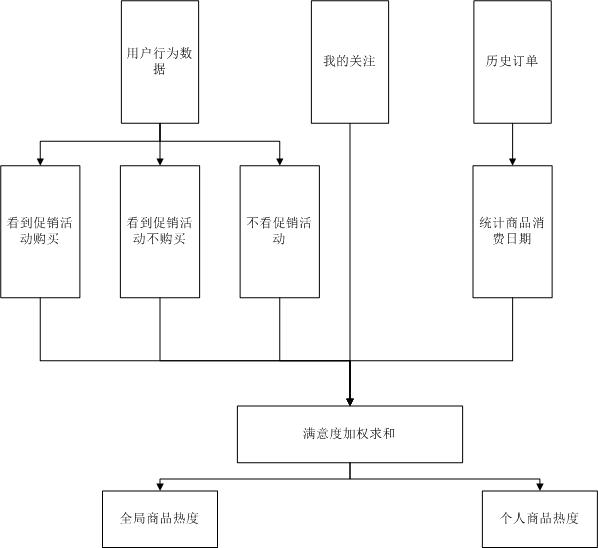 用户行为数
据
我的关注
历史订单
看到促销活
动购买
看到促销活
动不购买
不看促销活
动
统计商品消
费日期
满意度加权求和
全局商品热度
个人商品热度